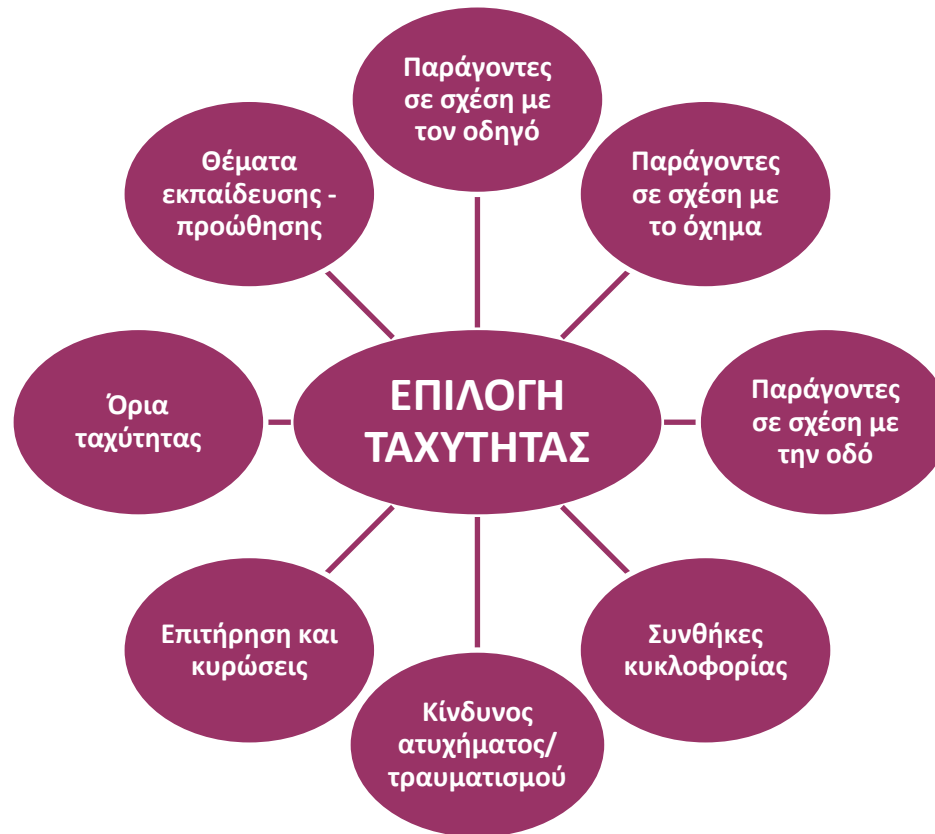 Παράγοντες
σε σχέση με
τον οδηγό
Θέματα
εκπαίδευσης -
προώθησης
Παράγοντες
σε σχέση με
το όχημα
Όρια
ταχύτητας
ΕΠΙΛΟΓΗ
ΤΑΧΥΤΗΤΑΣ
Παράγοντες
σε σχέση με
την οδό
Επιτήρηση και
κυρώσεις
Συνθήκες
κυκλοφορίας
Κίνδυνος
ατυχήματος/
τραυματισμού